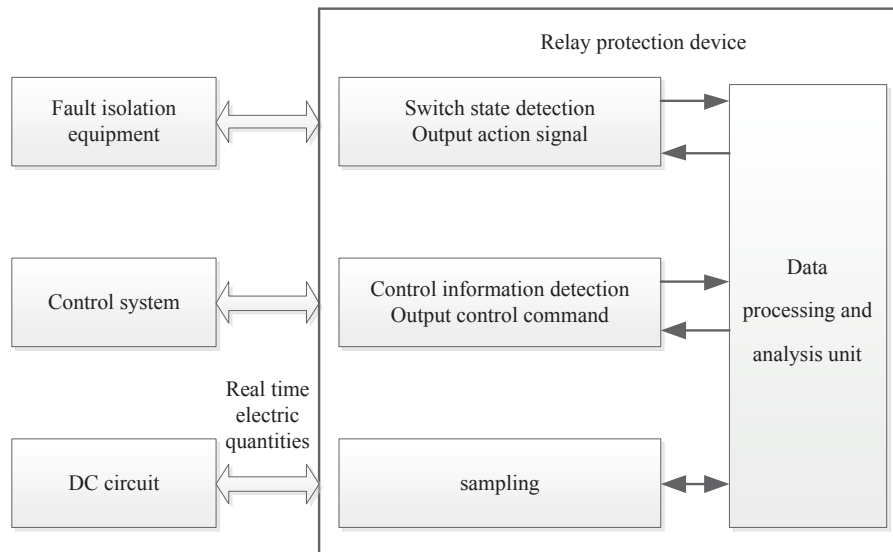 Relay protection device
Fault isolation
equipment
Switch state detection
Output action signal
Control system
Control information detection
Output control command
Data
processing and
analysis unit
Real time
electric
quantities
DC circuit
sampling